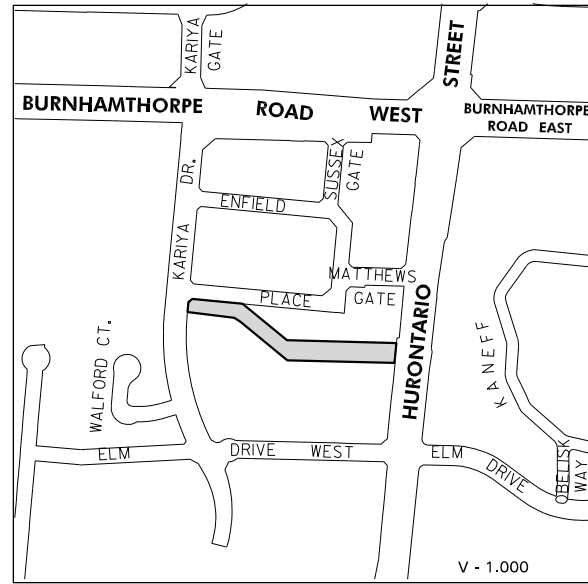 KARIYA
GATE
STREET
BURNHAMTHORPE ROAD WEST
BURNHAMTHORPE
ROAD EAST
KARIYA DR.
SUSSEX
GATE
ENFIELD
PLACE
MATTHEWS
GATE
HURONTARIO
KANEFF
WALFORD CT.
ELM DRIVE WEST
ELM DRIVE
OBELISK
WAY
V - 1.000